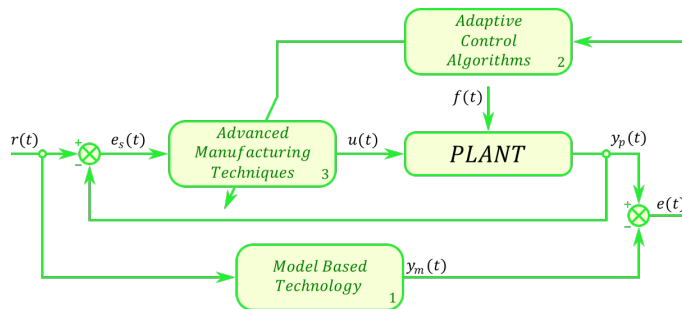 Adaptive
Control
Algorithms
2
f(t)
r(t)
+
−
e_s(t)
Advanced
Manufacturing
Techniques
3
u(t)
PLANT
y_p(t)
+
−
e(t)
Model Based
Technology
1
y_m(t)